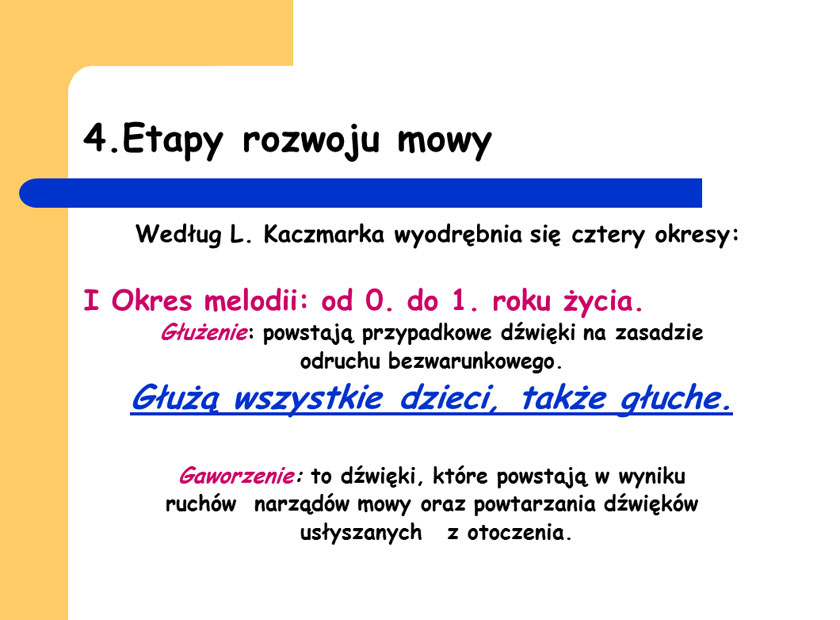 4.Etapy rozwoju mowy
Według L. Kaczmarka wyodrębnia się cztery okresy:
I Okres melodii: od 0. do 1. roku życia.
Głużenie: powstają przypadkowe dźwięki na zasadzie
odruchu bezwarunkowego.
Głużą wszystkie dzieci, także głuche.
Gaworzenie: to dźwięki, które powstają w wyniku
ruchów narządów mowy oraz powtarzania dźwięków
usłyszanych z otoczenia.